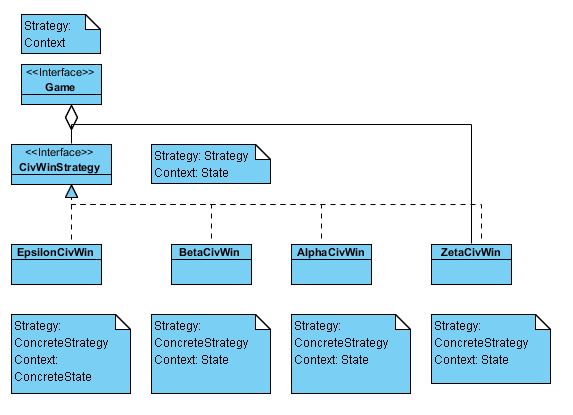 Strategy:
Context
<<Interface>>
Game
<<Interface>>
CivWinStrategy
Strategy: Strategy
Context: State
EpsilonCivWin
BetaCivWin
AlphaCivWin
ZetaCivWin
Strategy:
ConcreteStrategy
Context:
ConcreteState
Strategy:
ConcreteStrategy
Context: State
Strategy:
ConcreteStrategy
Context: State
Strategy:
ConcreteStrategy
Context: State